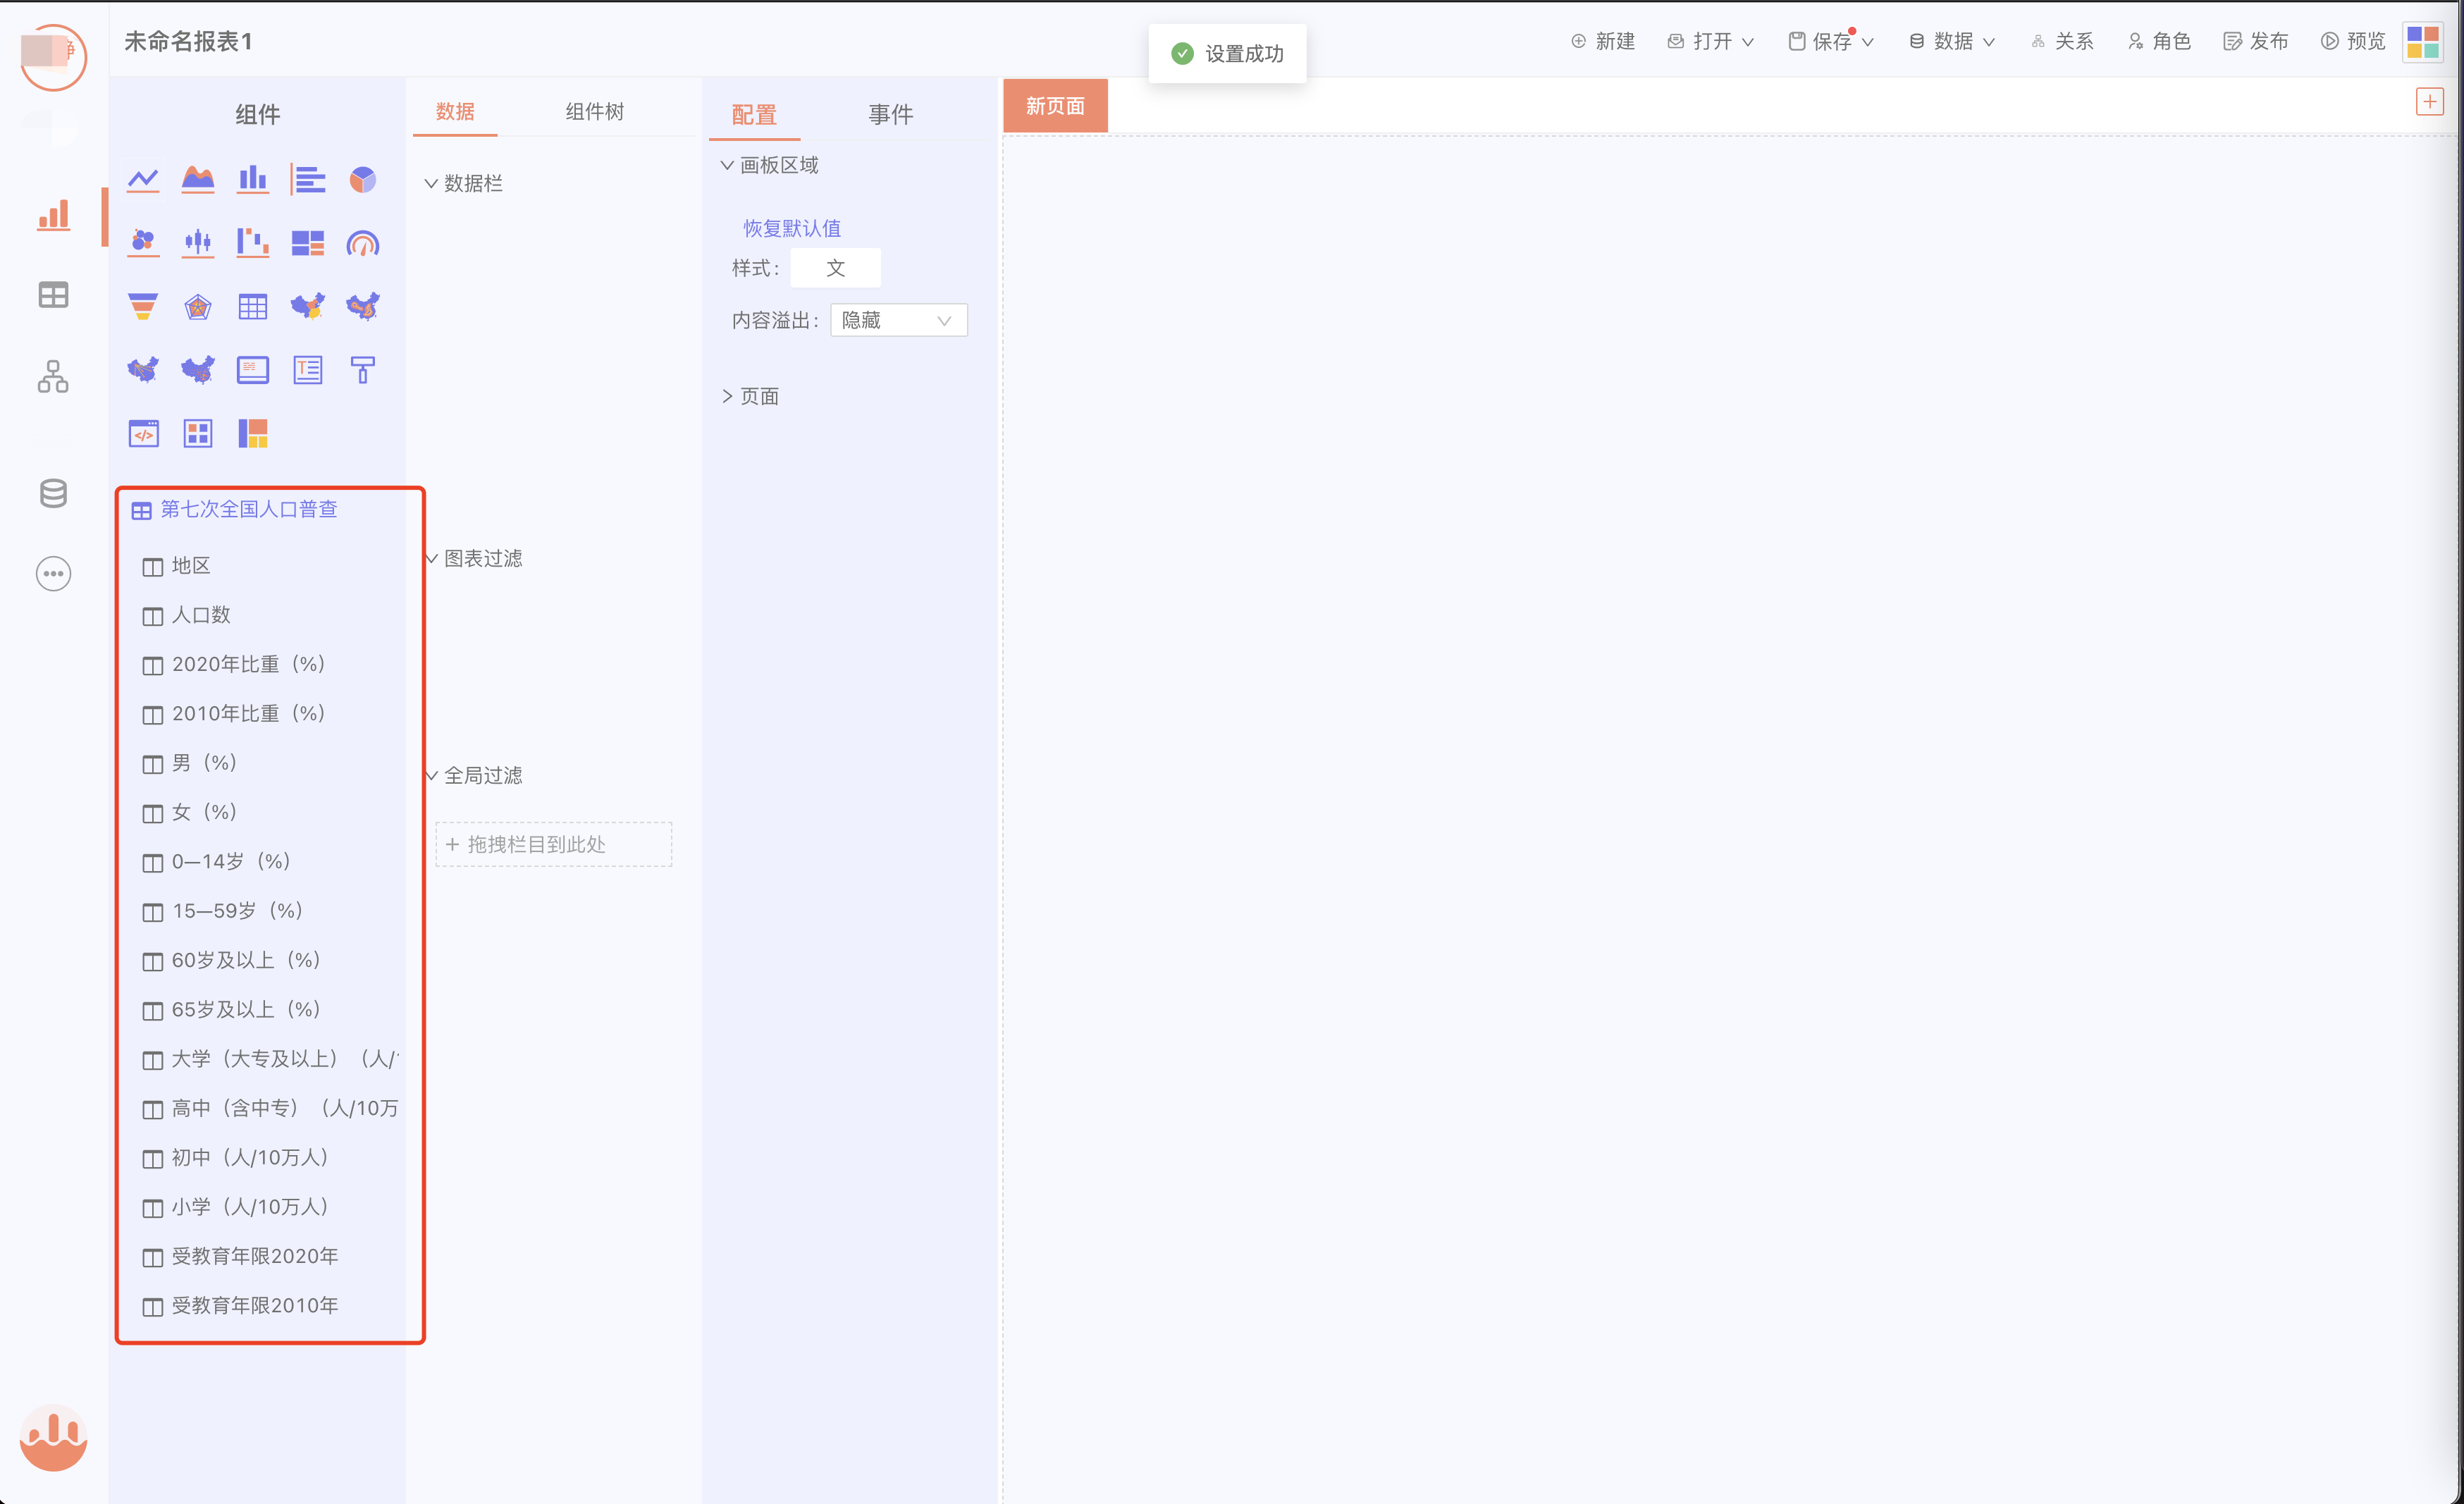 未命名报表1
设置成功
新建
打开
保存
数据
关系
角色
发布
预览
组件
数据
组件树
配置
事件
新页面
数据栏
画板区域
恢复默认值
样式：
文
内容溢出：
隐藏
页面
第七次全国人口普查
地区
人口数
2020年比重（%）
2010年比重（%）
男（%）
女（%）
0—14岁（%）
15—59岁（%）
60岁及以上（%）
65岁及以上（%）
大学（大专及以上）（人/
高中（含中专）（人/10万
初中（人/10万人）
小学（人/10万人）
受教育年限2020年
受教育年限2010年
图表过滤
全局过滤
+ 拖拽栏目到此处